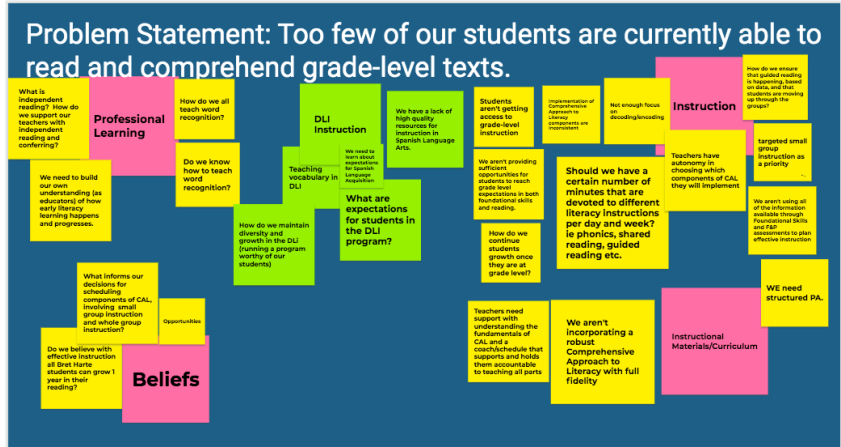 Problem Statement: Too few of our students are currently able to
read and comprehend grade-level texts.
What is
independent
reading? How do
we support our
teachers with
independent
reading and
conferring?
Professional
Learning
How do we all
teach word
recognition?
We need to build
our own
understanding (as
educators) of how
early literacy
learning happens
and progresses.
Do we know
how to teach
word
recognition?
DLI
Instruction
We have a lack of
high quality
resources for
instruction in
Spanish Language
Arts.
Teaching
vocabulary in
DLI
We need to
learn about
expectations
for Spanish
Language
Acquisition
What are
expectations
for students in
the DLI
program?
How do we maintain
diversity and
growth in the DLi
(running a program
worthy of our
students)
Students
aren't getting
access to
grade-level
instruction
Implementation of
Comprehensive
Approach to
Literacy
components are
inconsistent
Not enough focus
on
decoding/encoding
Instruction
How do we ensure
that guided reading
is happening, based
on data, and that
students are moving
up through the
groups?
We aren't providing
sufficient
opportunities for
students to reach
grade level
expectations in both
foundational skills
and reading.
Should we have a
certain number of
minutes that are
devoted to different
literacy instructions
per day and week?
ie phonics, shared
reading, guided
reading etc.
Teachers have
autonomy in
choosing which
components of CAL
they will implement
targeted small
group
instruction as
a priority
We aren't using all
of the information
available through
Foundational Skills
and F&P
assessments to plan
effective instruction
How do we
continue
students
growth once
they are at
grade level?
What informs our
decisions for
scheduling
components of CAL,
involving small
group instruction
and whole group
instruction?
Opportunities
Do we believe with
effective instruction
all Bret Harte
students can grow 1
year in their
reading?
Beliefs
Teachers need
support with
understanding the
fundamentals of
CAL and a
coach/schedule that
supports and holds
them accountable
to teaching all parts
We aren't
incorporating a
robust
Comprehensive
Approach to
Literacy with full
fidelity
Instructional
Materials/Curriculum
WE need
structured PA.